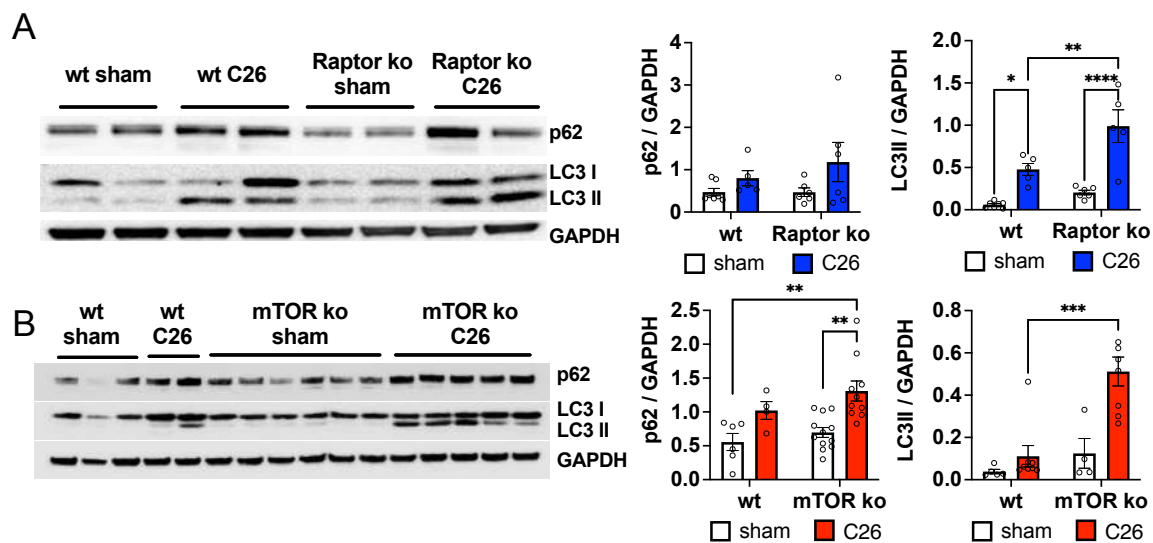 A
wt sham
wt C26
Raptor ko
sham
Raptor ko
C26
p62
LC3 I
LC3 II
GAPDH
p62 / GAPDH
4
3
2
1
0
wt
Raptor ko
sham
C26
LC3II / GAPDH
2.0
1.5
1.0
0.5
0.0
*
**
****
wt
Raptor ko
sham
C26
B
wt
sham
wt
C26
mTOR ko
sham
mTOR ko
C26
p62
LC3 I
LC3 II
GAPDH
p62 / GAPDH
2.5
2.0
1.5
1.0
0.5
0.0
**
**
wt
mTOR ko
sham
C26
LC3II / GAPDH
0.8
0.6
0.4
0.2
0.0
***
wt
mTOR ko
sham
C26